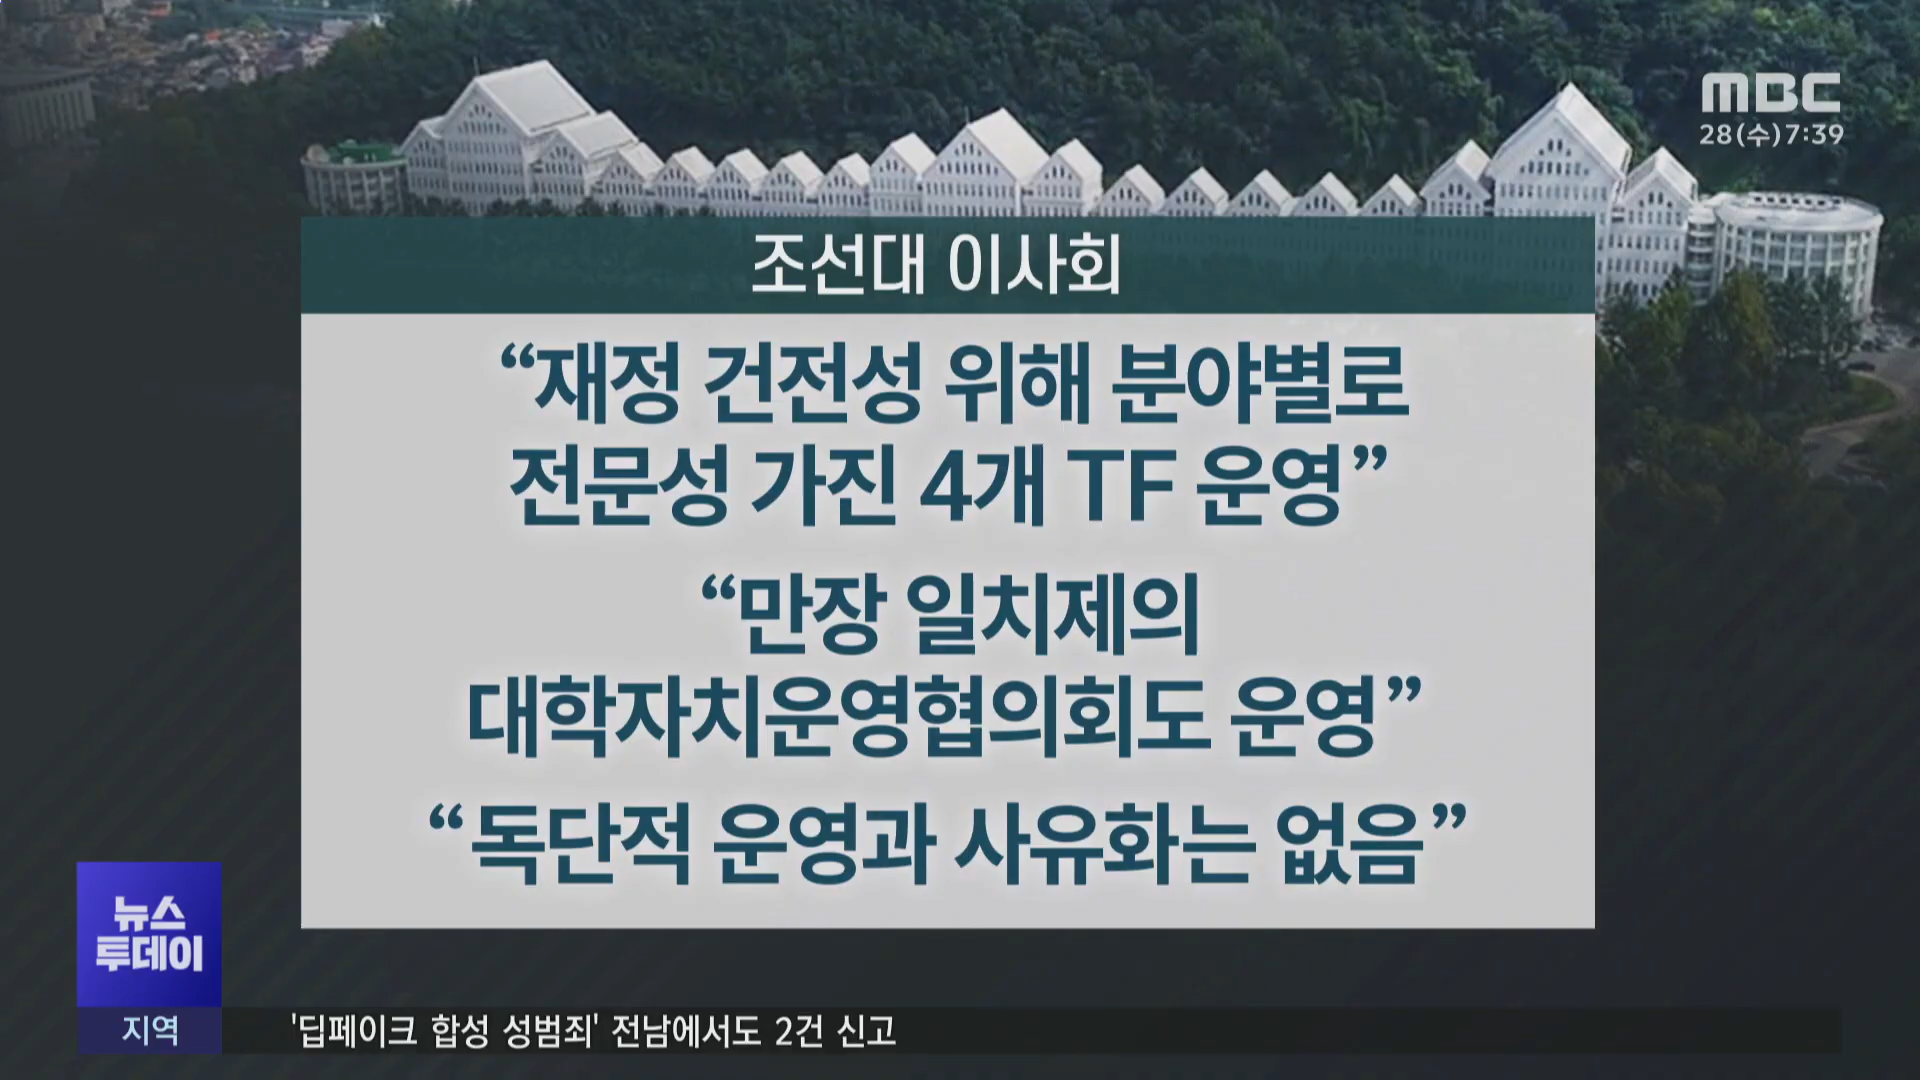 MBC
28(수)7:39
조선대 이사회
“재정 건전성 위해 분야별로
전문성 가진 4개 TF 운영”
“만장 일치제의
대학자치운영협의회도 운영”
“독단적 운영과 사유화는 없음”
뉴스
투데이
지역
'딥페이크 합성 성범죄' 전남에서도 2건 신고